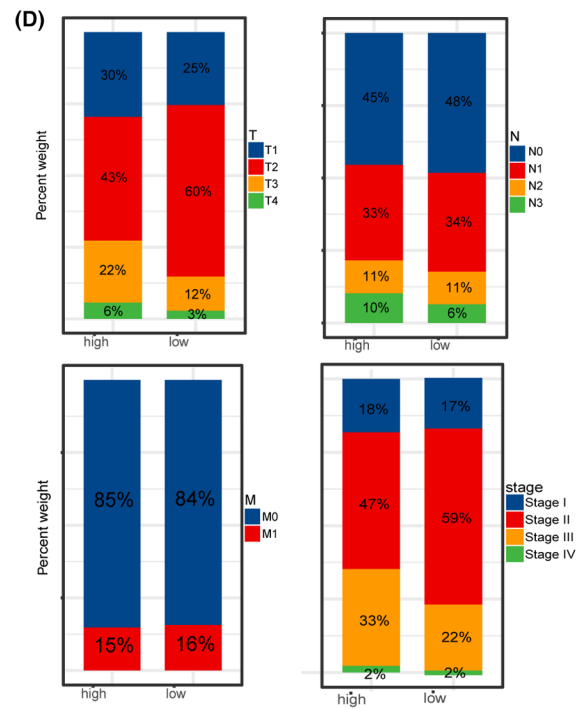 (D)
Percent weight
30%
25%
43%
60%
22%
12%
6%
3%
high
low
T
T1
T2
T3
T4
45%
48%
33%
34%
11%
11%
10%
6%
high
low
N
N0
N1
N2
N3
Percent weight
85%
84%
15%
16%
high
low
M
M0
M1
18%
17%
47%
59%
33%
22%
2%
2%
high
low
stage
Stage I
Stage II
Stage III
Stage IV